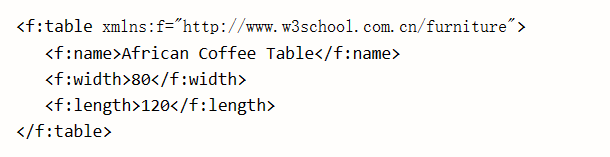 <f:table xmlns:f="http://www.w3school.com.cn/furniture">
   <f:name>African Coffee Table</f:name>
   <f:width>80</f:width>
   <f:length>120</f:length>
</f:table>